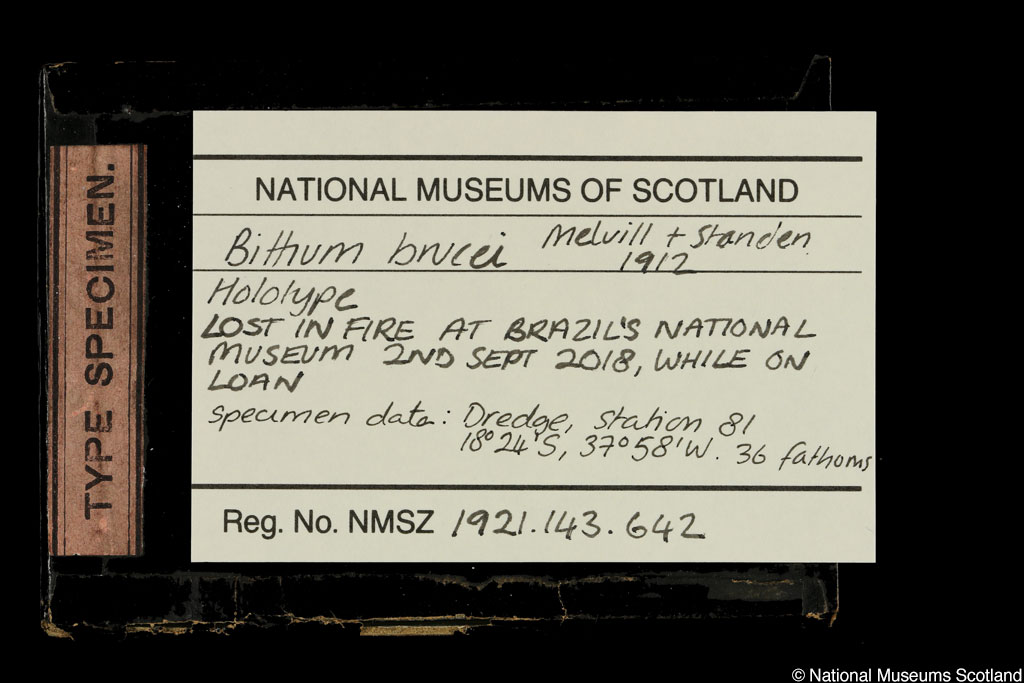 TYPE SPECIMEN.
NATIONAL MUSEUMS OF SCOTLAND
Bittium brucei Melvill + Standen
1912
Holotype
LOST IN FIRE AT BRAZIL'S NATIONAL
MUSEUM 2ND SEPT 2018, WHILE ON
LOAN
specimen data: Dredge, station 81
18°24'S, 37°58'W. 36 fathoms
Reg. No. NMSZ 1921.143.642
© National Museums Scotland